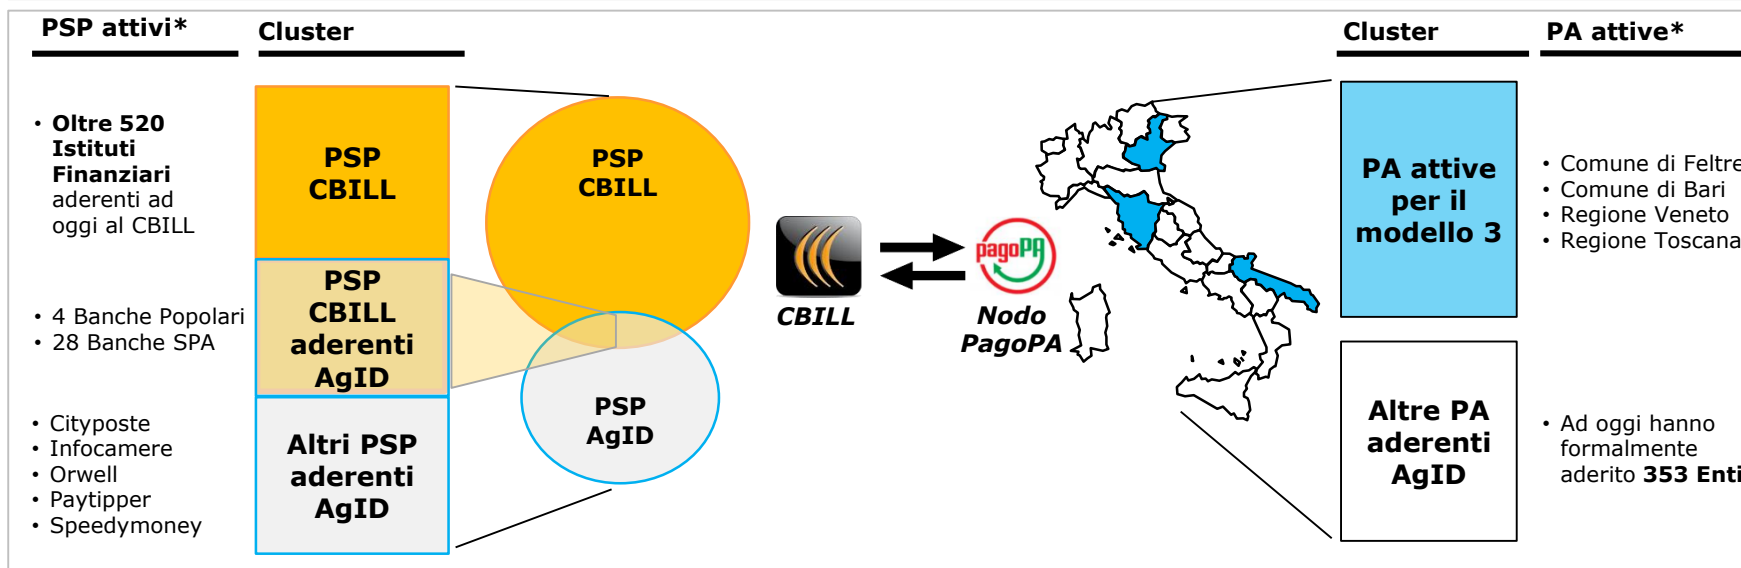 PSP attivi*
Cluster
• Oltre 520
Istituti
Finanziari
aderenti ad
oggi al CBILL
• 4 Banche Popolari
• 28 Banche SPA
• Cityposte
• Infocamere
• Orwell
• Paytipper
• Speedymoney
PSP
CBILL
PSP
CBILL
aderenti
AgID
Altri PSP
aderenti
AgID
PSP
CBILL
PSP
AgID
CBILL
pagoPA
Nodo
PagoPA
Cluster
PA attive*
PA attive
per il
modello 3
• Comune di Feltre
• Comune di Bari
• Regione Veneto
• Regione Toscana
Altre PA
aderenti
AgID
• Ad oggi hanno
formalmente
aderito 353 Enti